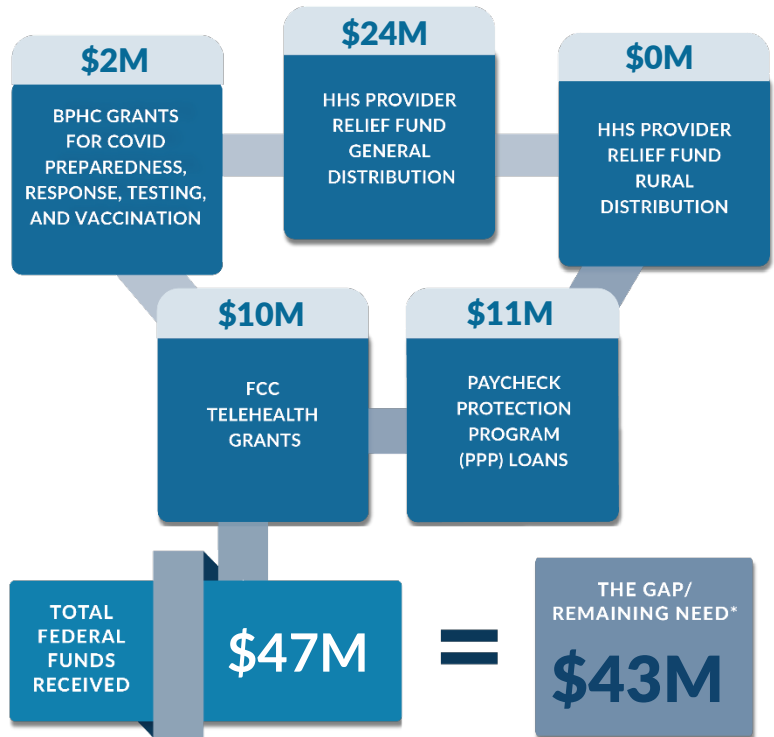 $2M
BPHC GRANTS
FOR COVID
PREPAREDNESS,
RESPONSE, TESTING,
AND VACCINATION
$24M
HHS PROVIDER
RELIEF FUND
GENERAL
DISTRIBUTION
$0M
HHS PROVIDER
RELIEF FUND
RURAL
DISTRIBUTION
$10M
FCC
TELEHEALTH
GRANTS
$11M
PAYCHECK
PROTECTION
PROGRAM
(PPP) LOANS
TOTAL
FEDERAL
FUNDS
RECEIVED
$47M
=
THE GAP/
REMAINING NEED*
$43M